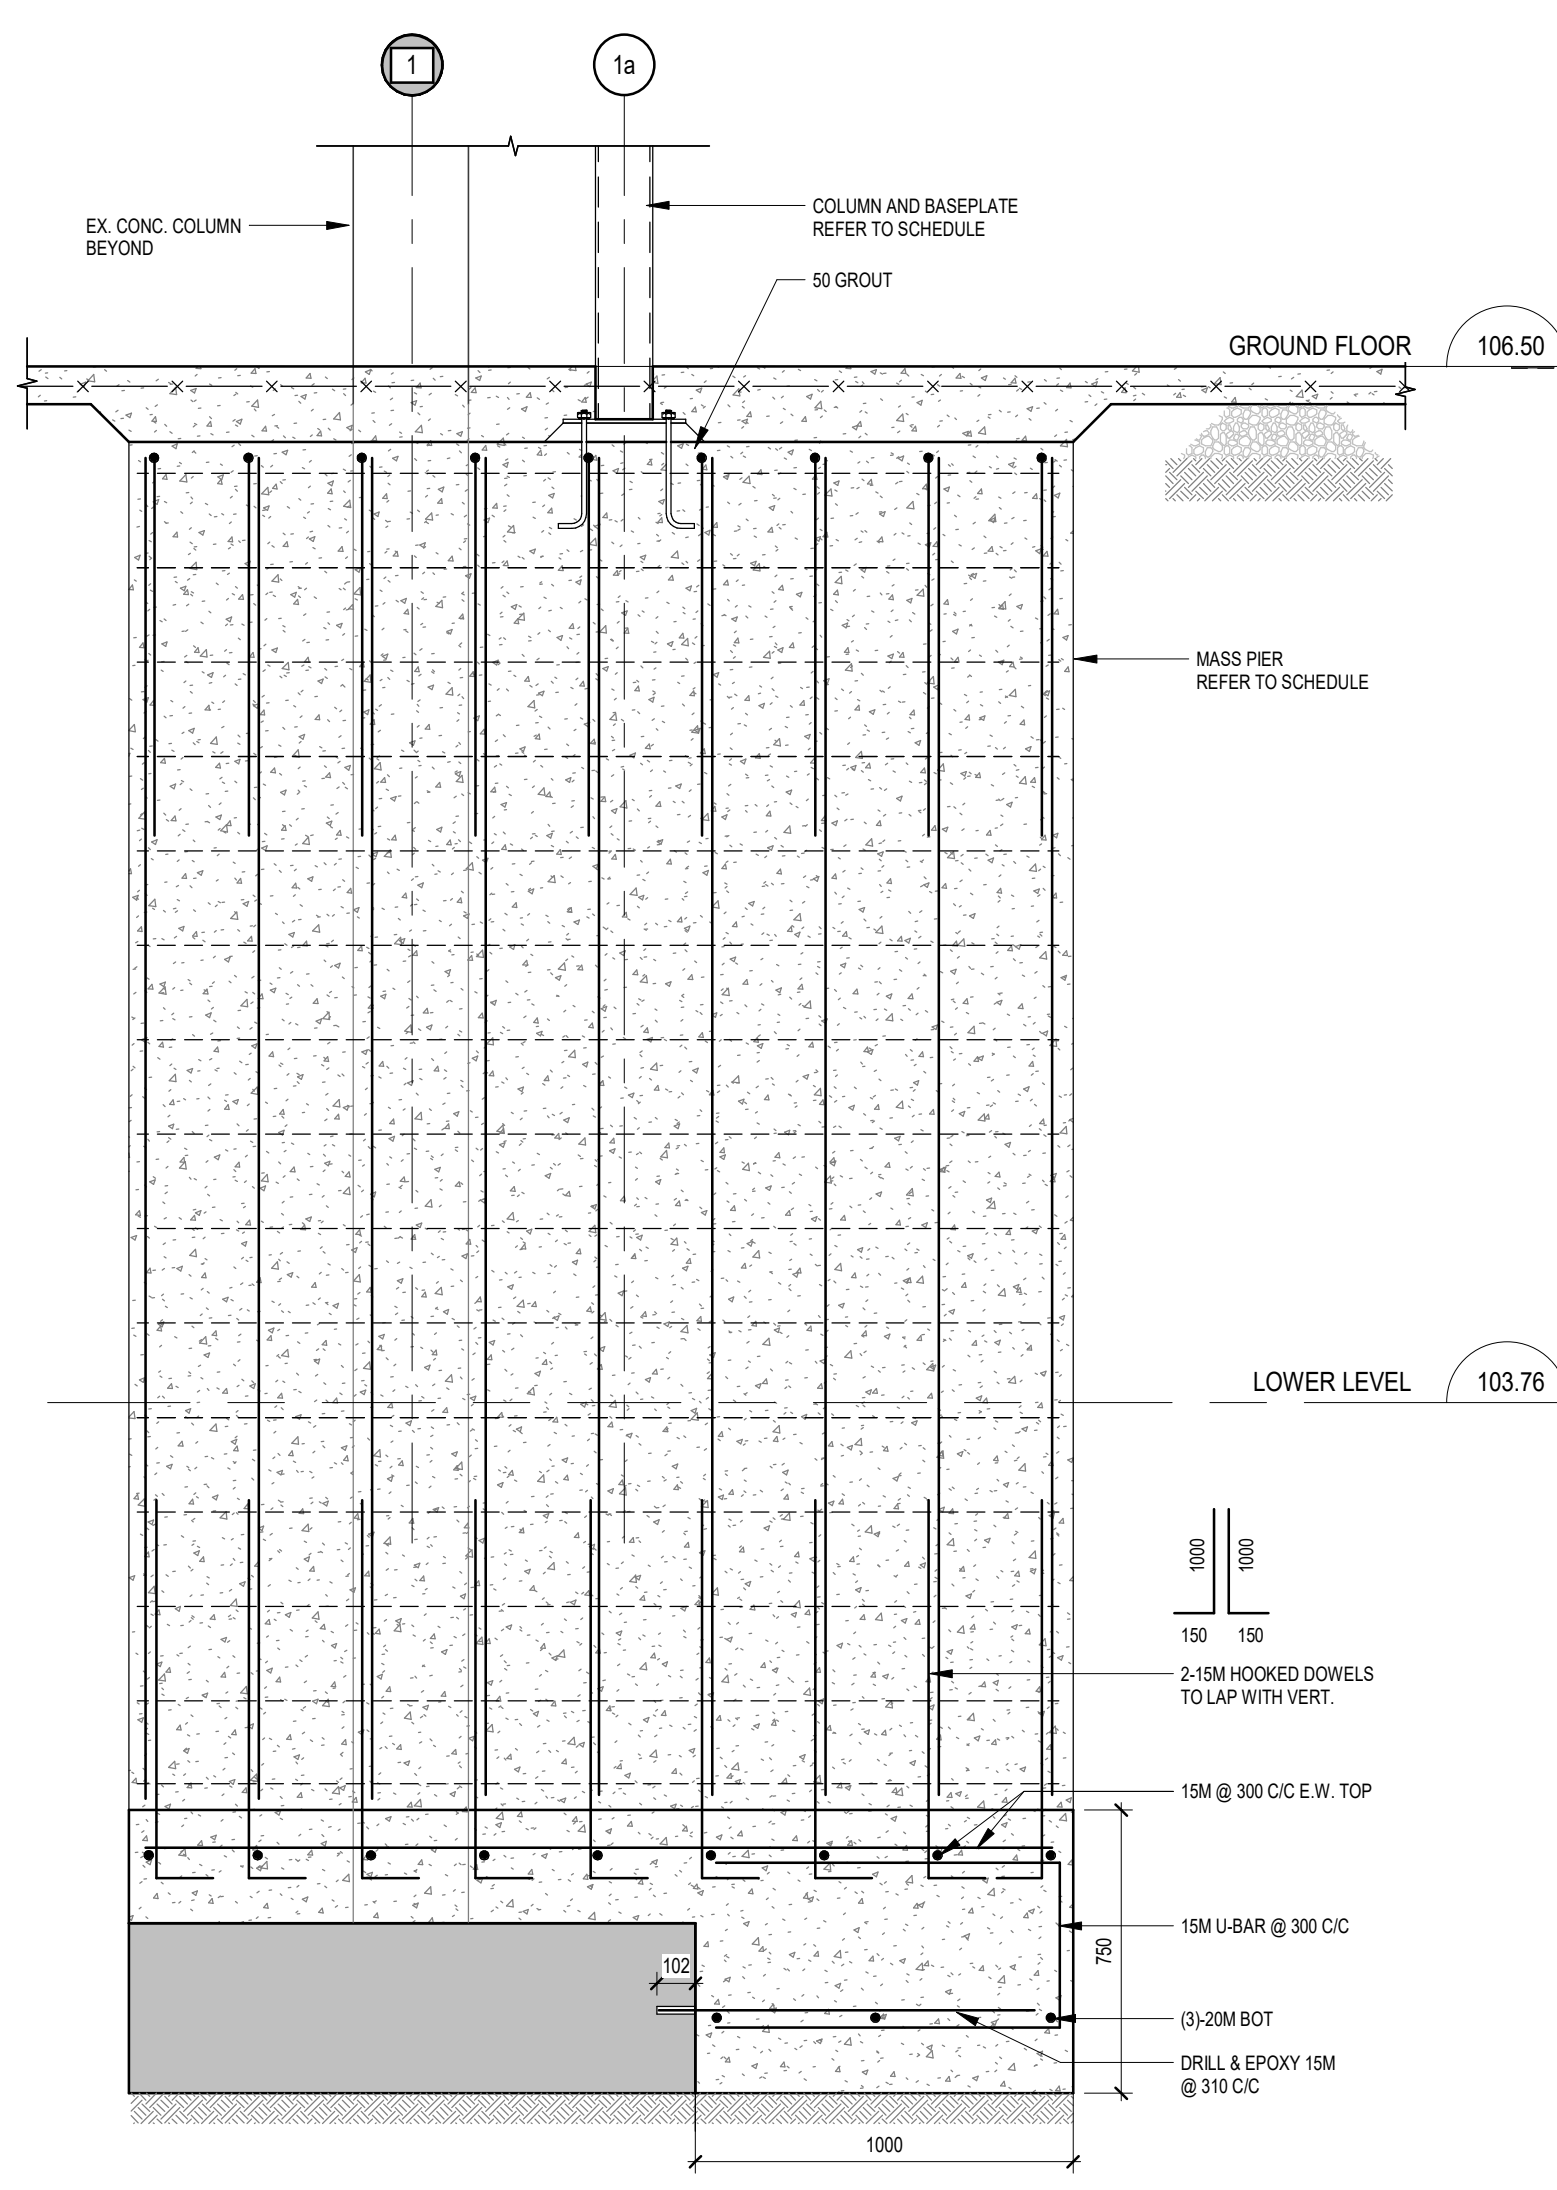 1
1a
EX. CONC. COLUMN
BEYOND
COLUMN AND BASEPLATE
REFER TO SCHEDULE
50 GROUT
GROUND FLOOR
106.50
MASS PIER
REFER TO SCHEDULE
LOWER LEVEL
103.76
1000
1000
150
150
2-15M HOOKED DOWELS
TO LAP WITH VERT.
15M @ 300 C/C E.W. TOP
15M U-BAR @ 300 C/C
750
102
(3)-20M BOT
DRILL & EPOXY 15M
@ 310 C/C
1000